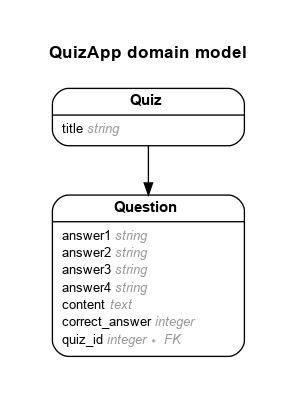 QuizApp domain model
Quiz
title string
Question
answer1 string
answer2 string
answer3 string
answer4 string
content text
correct_answer integer
quiz_id integer ∗ FK